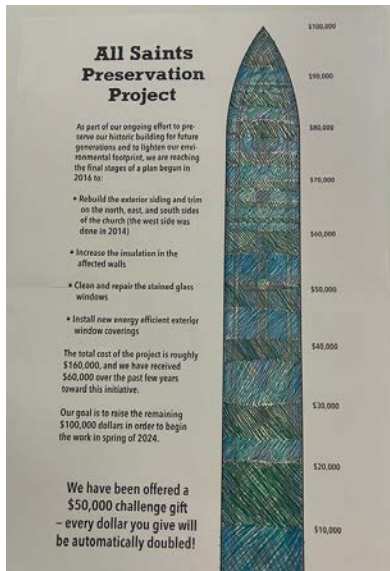 All Saints
Preservation
Project
As part of our ongoing effort to pre-
serve our historic building for future
generations and to lighten our envi-
ronmental footprint, we are reaching
the final stages of a plan begun in
2016 to:
• Rebuild the exterior siding and trim
on the north, east, and south sides
of the church (the west side was
done in 2014)
• Increase the insulation in the
affected walls
• Clean and repair the stained glass
windows
• Install new energy efficient exterior
window coverings
The total cost of the project is roughly
$160,000, and we have received
$60,000 over the past few years
toward this initiative.
Our goal is to raise the remaining
$100,000 dollars in order to begin
the work in spring of 2024.
We have been offered a
$50,000 challenge gift
– every dollar you give will
be automatically doubled!
$100,000
$90,000
$80,000
$70,000
$60,000
$50,000
$40,000
$30,000
$20,000
$10,000